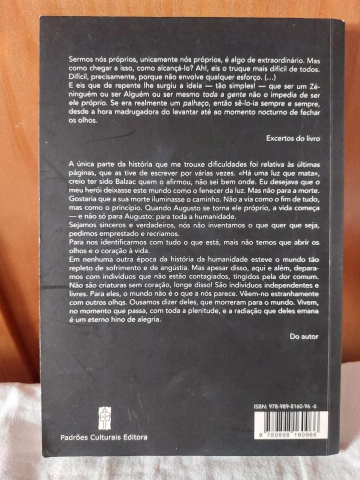 Sermos nós próprios, unicamente nós próprios, é algo de extraordinário. Mas
como chegar a isso, como alcançá-lo? Ah!, eis o truque mais difícil de todos.
Difícil, precisamente, porque não envolve qualquer esforço. (...)
E eis que de repente lhe surgiu a ideia — tão simples! — que ser um Zé-
ninguém ou ser Alguém ou ser mesmo toda a gente não o impedia de ser
ele próprio. Se era realmente um palhaço, então sê-lo-ia sempre e sempre,
desde a hora madrugadora do levantar até ao momento nocturno de fechar
os olhos.
Excertos do livro
A única parte da história que me trouxe dificuldades foi relativa às últimas
páginas, que as tive de escrever por várias vezes. «Há uma luz que mata»,
creio ter sido Balzac quem o afirmou, não sei bem onde. Eu desejava que o
meu herói deixasse este mundo como o fenecer da luz. Mas não para a morte.
Gostaria que a sua morte iluminasse o caminho. Não a via como o fim de tudo,
mas como o princípio. Quando Augusto se torna ele próprio, a vida começa
— e não só para Augusto: para toda a humanidade.
Sejamos sinceros e verdadeiros, nós não inventamos o que quer que seja,
pedimos emprestado e recriamos.
Para nos identificarmos com tudo o que está, mais não temos que abrir os
olhos e o coração à vida.
Em nenhuma outra época da história da humanidade esteve o mundo tão
repleto de sofrimento e de angústia. Mas apesar disso, aqui e além, depara-
mos com indivíduos que não estão contagiados, tingidos pela dor comum.
Não são criaturas sem coração, longe disso! São indivíduos independentes e
livres. Para eles, o mundo não é o que a nós parece. Vêem-no estranhamente
com outros olhos. Ousamos dizer deles, que morreram para o mundo. Vivem,
no momento que passa, com toda a plenitude, e a radiação que deles emana
é um eterno hino de alegria.
Do autor
ISBN: 978-989-8160-96-6
9 789898 160966
Padrões Culturais Editora